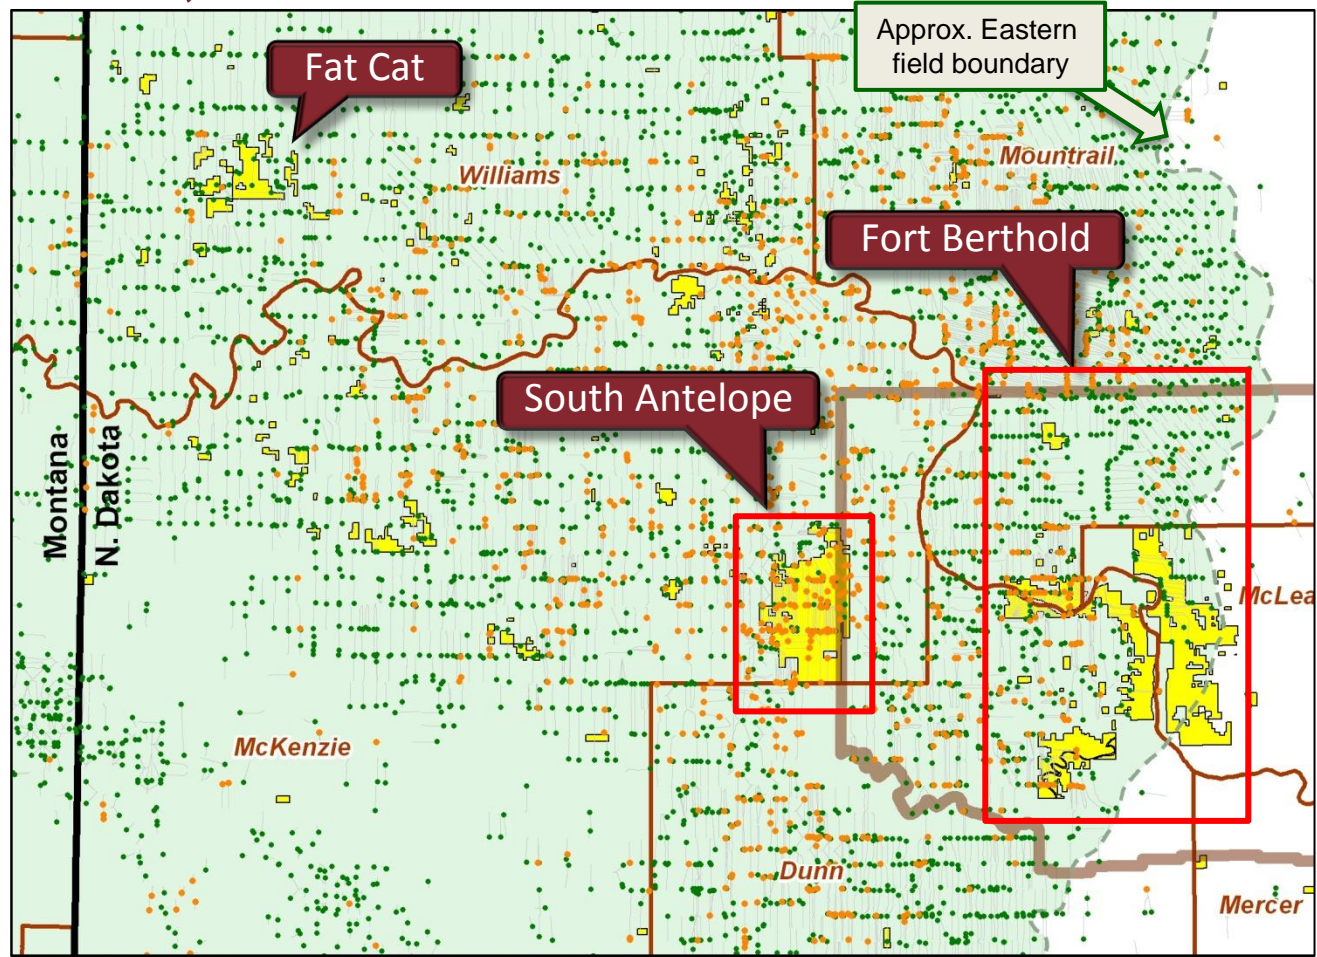 Approx. Eastern
field boundary
Fat Cat
Mountrail
Williams
Fort Berthold
South Antelope
Montana
N. Dakota
McLea
McKenzie
Dunn
Mercer